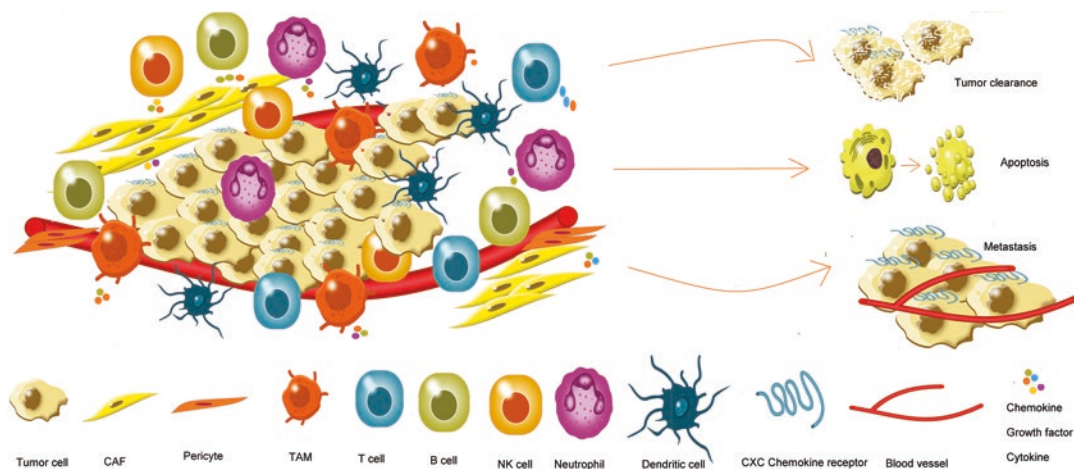 Tumor clearance
Apoptosis
Metastasis
Tumor cell
CAF
Pericyte
TAM
T cell
B cell
NK cell
Neutrophil
Dendritic cell
CXC Chemokine receptor
Blood vessel
Chemokine
Growth factor
Cytokine